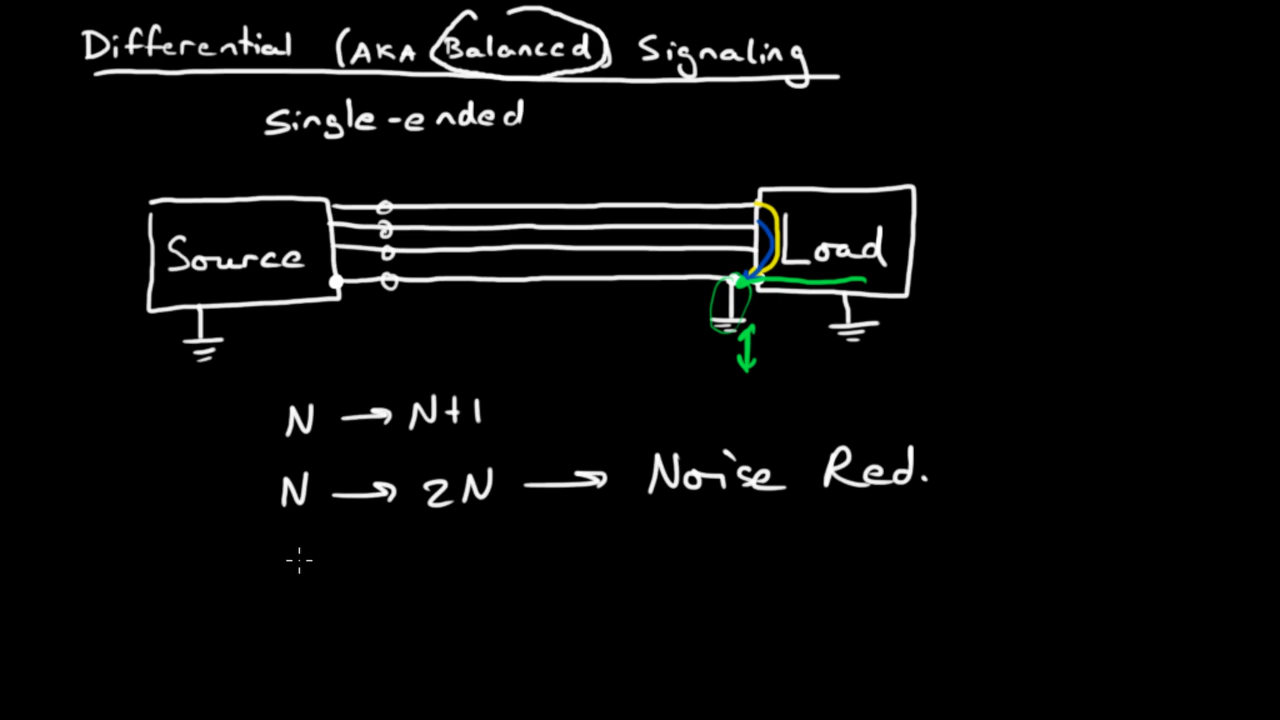 Differential (AKA Balanced) Signaling
Single-ended
Source
Load
N → N+1
N → 2N → Noise Red.